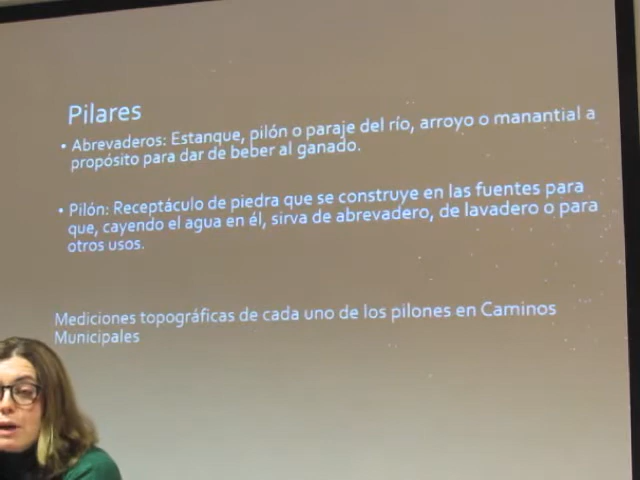 Pilares
• Abrevaderos: Estanque, pilón o paraje del río, arroyo o manantial a
propósito para dar de beber al ganado.
• Pilón: Receptáculo de piedra que se construye en las fuentes para
que, cayendo el agua en él, sirva de abrevadero, de lavadero o para
otros usos.
Mediciones topográficas de cada uno de los pilones en Caminos
Municipales